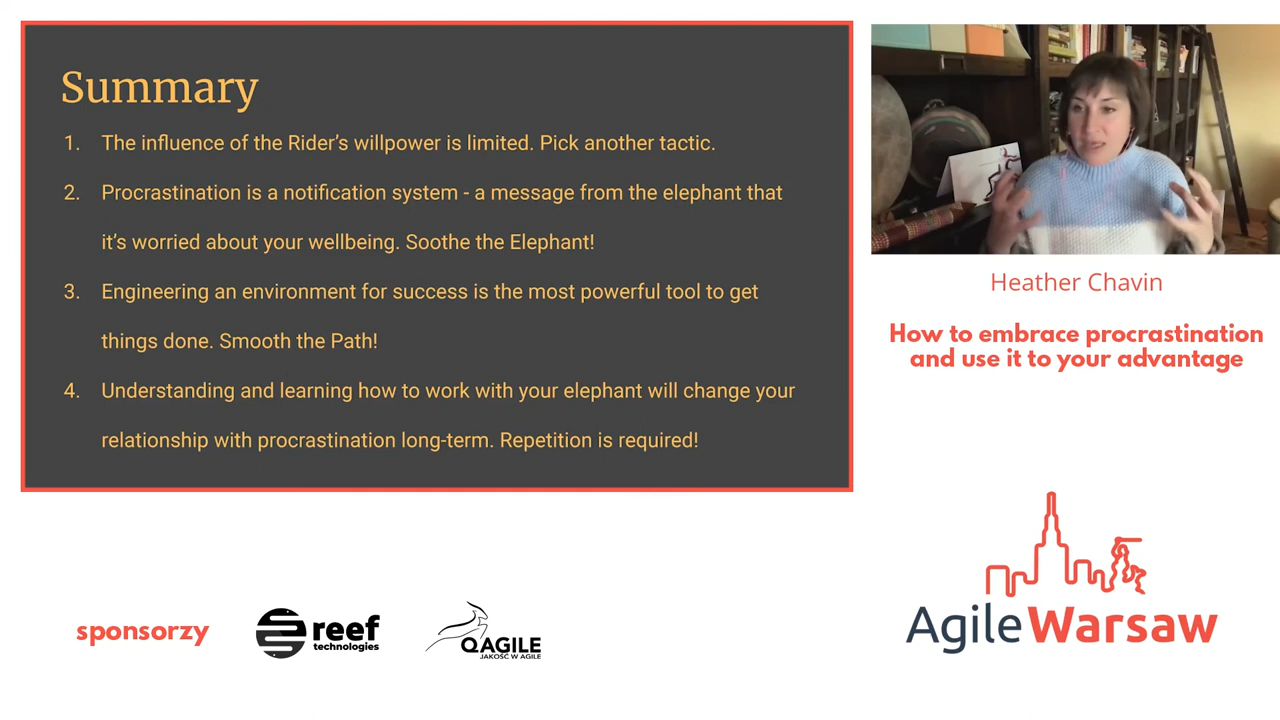 Summary
1. The influence of the Rider's willpower is limited. Pick another tactic.
2. Procrastination is a notification system - a message from the elephant that
it's worried about your wellbeing. Soothe the Elephant!
3. Engineering an environment for success is the most powerful tool to get
things done. Smooth the Path!
4. Understanding and learning how to work with your elephant will change your
relationship with procrastination long-term. Repetition is required!
Heather Chavin
How to embrace procrastination
and use it to your advantage
sponsorzy
reef
technologies
QAGILE
JAKOŚĆ W AGILE
AgileWarsaw